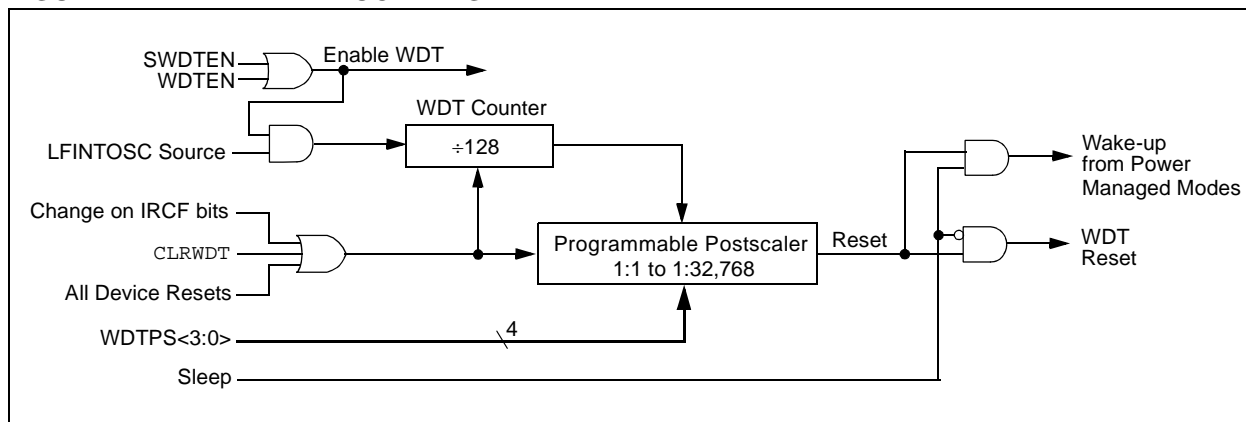 SWDTEN
WDTEN
Enable WDT
WDT Counter
÷128
LFINTOSC Source
Wake-up
from Power
Managed Modes
Change on IRCF bits
CLRWDT
All Device Resets
Programmable Postscaler
1:1 to 1:32,768
Reset
WDT
Reset
WDTPS<3:0>
4
Sleep